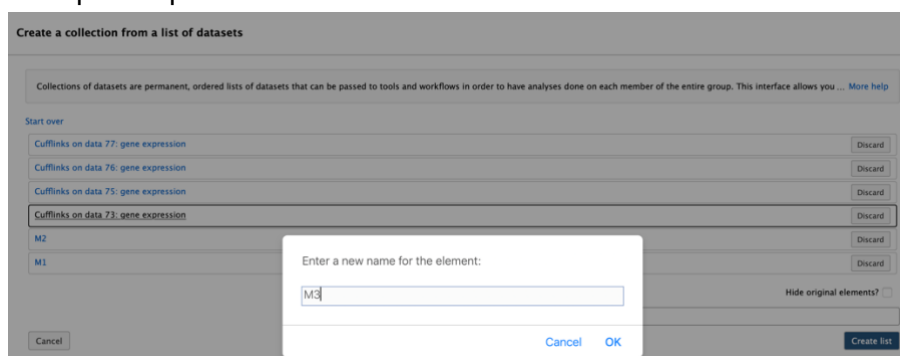 Create a collection from a list of datasets
Collections of datasets are permanent, ordered lists of datasets that can be passed to tools and workflows in order to have analyses done on each member of the entire group. This interface allows you ... More help
Start over
Cufflinks on data 77: gene expression Discard
Cufflinks on data 76: gene expression Discard
Cufflinks on data 75: gene expression Discard
Cufflinks on data 73: gene expression Discard
M2 Discard
M1 Discard
Enter a new name for the element:
M3
Hide original elements?
Cancel OK
Cancel Create list